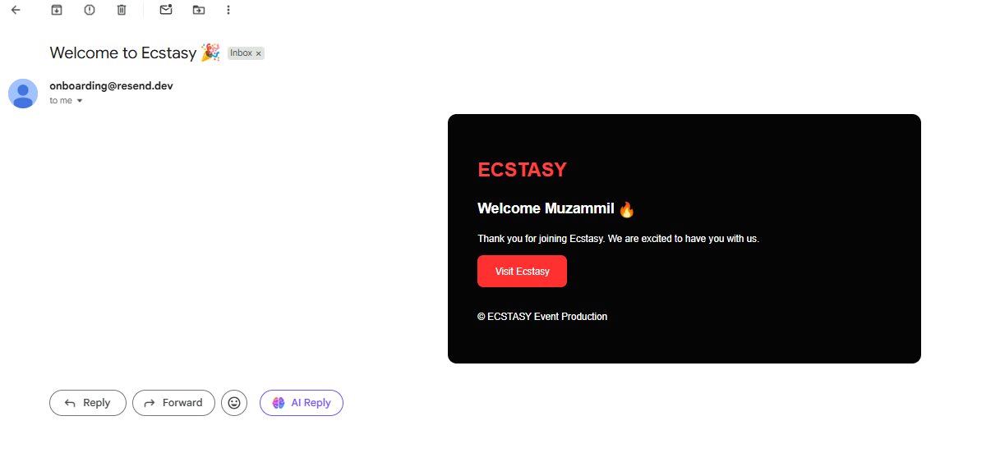 Welcome to Ecstasy 🎉 Inbox ×
onboarding@resend.dev
to me
ECSTASY
Welcome Muzammil 🔥
Thank you for joining Ecstasy. We are excited to have you with us.
Visit Ecstasy
© ECSTASY Event Production
Reply Forward AI Reply